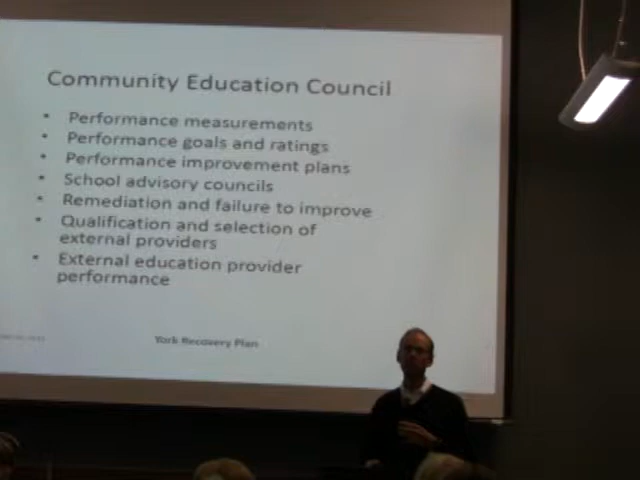 Community Education Council
• Performance measurements
• Performance goals and ratings
• Performance improvement plans
• School advisory councils
• Remediation and failure to improve
• Qualification and selection of
external providers
• External education provider
performance
York Recovery Plan